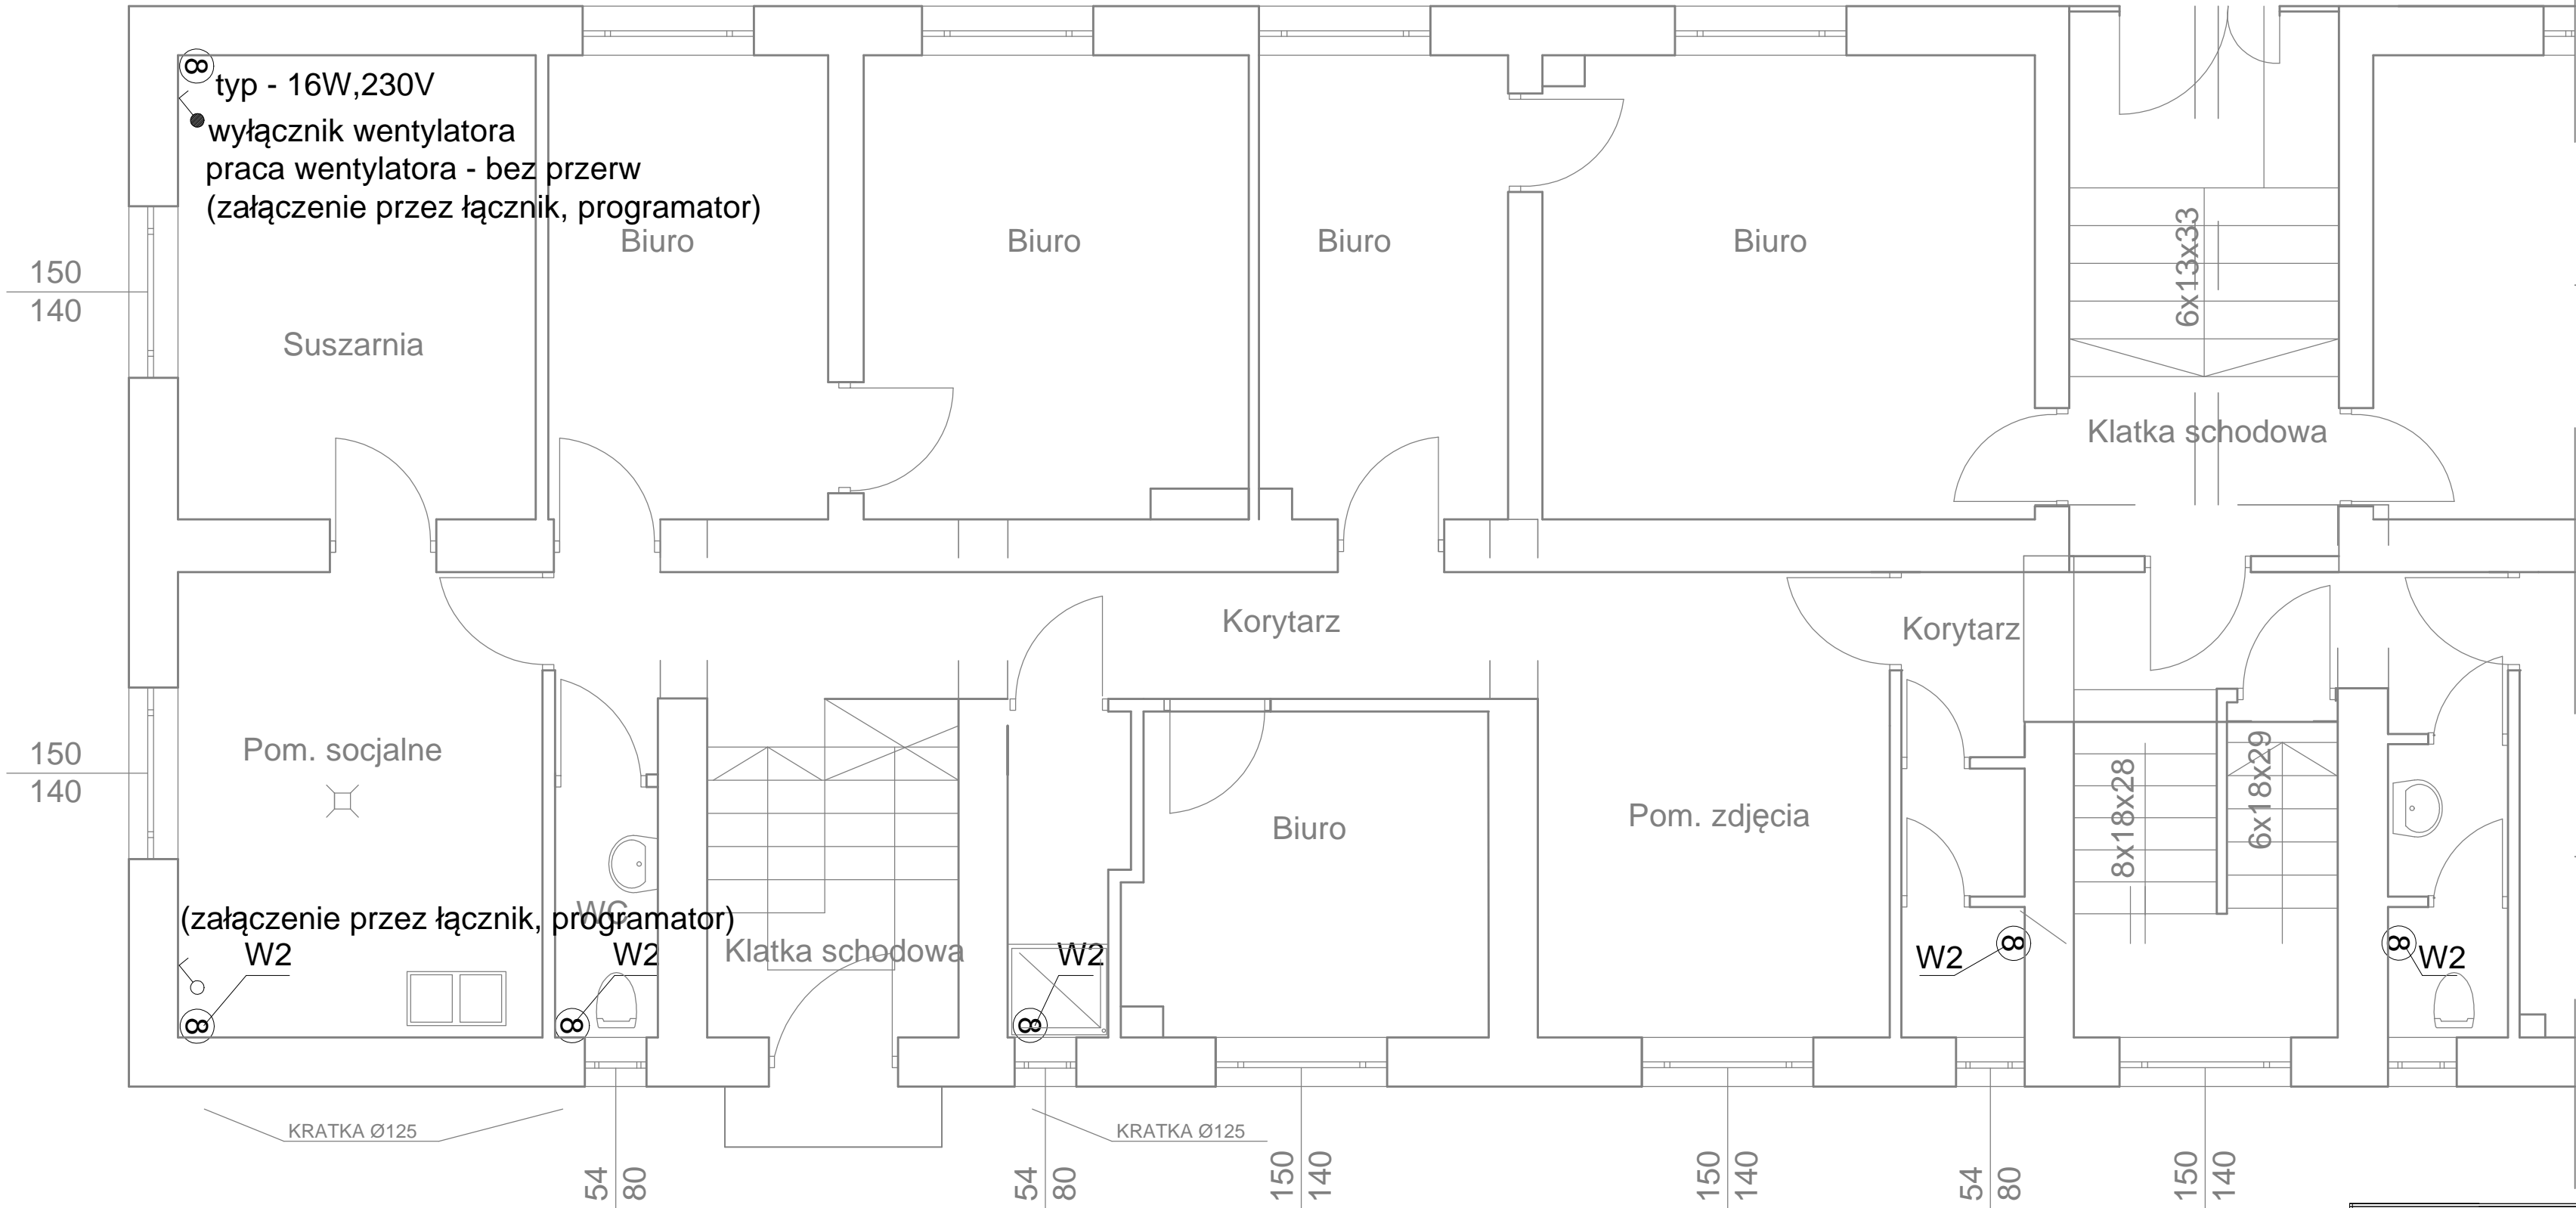 typ - 16W,230V
wyłącznik wentylatora
praca wentylatora - bez przerw
(załączenie przez łącznik, programator)
Biuro
Biuro
Biuro
Biuro
6x13x33
150
140
Suszarnia
Klatka schodowa
Korytarz
Korytarz
150
140
Pom. socjalne
Biuro
Pom. zdjęcia
8x18x28
6x18x29
WC
(załączenie przez łącznik, programator)
W2
W2
Klatka schodowa
W2
W2
W2
KRATKA Ø125
KRATKA Ø125
54
80
54
80
150
140
150
140
54
80
150
140